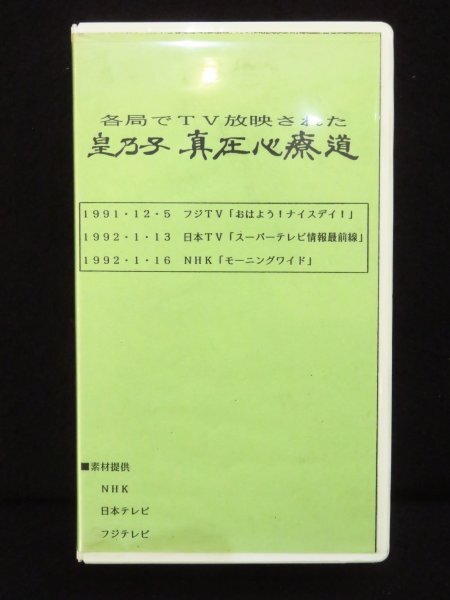 各局でTV放映された
皇乃子 真圧心療道
1991・12・5 フジTV「おはよう！ナイスデイ！」
1992・1・13 日本TV「スーパーテレビ情報最前線」
1992・1・16 NHK「モーニングワイド」
■素材提供
NHK
日本テレビ
フジテレビ